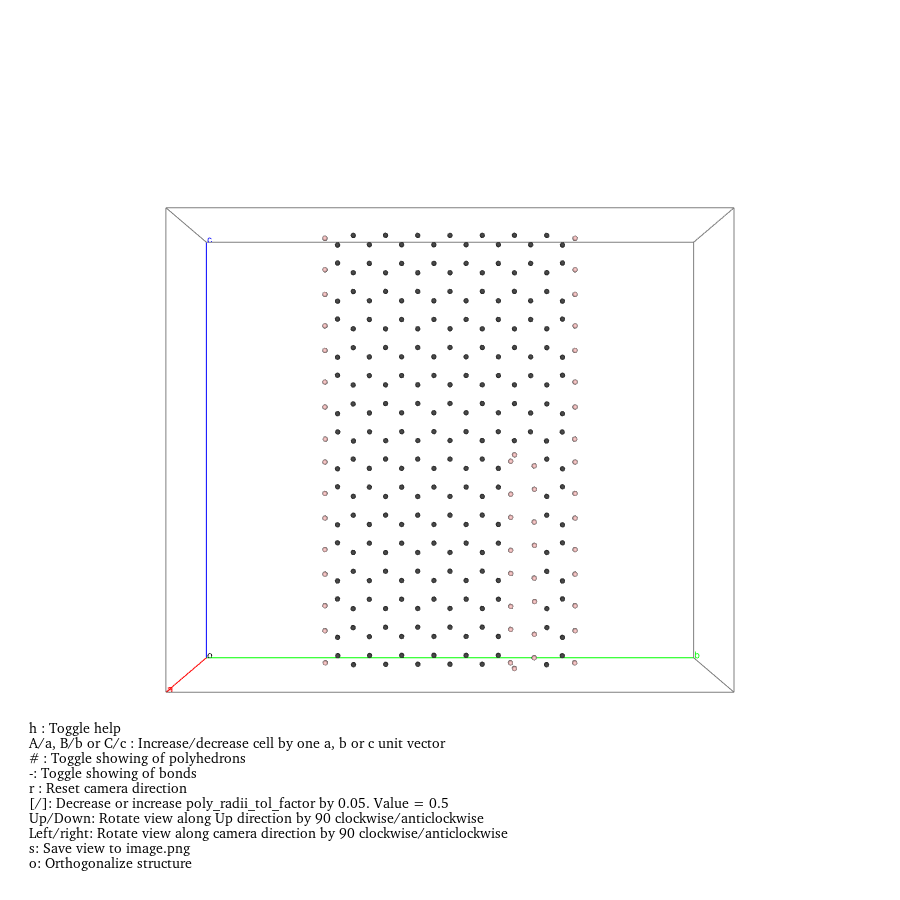 c
o
b
a
h : Toggle help
A/a, B/b or C/c : Increase/decrease cell by one a, b or c unit vector
# : Toggle showing of polyhedrons
-: Toggle showing of bonds
r : Reset camera direction
[/]: Decrease or increase poly_radii_tol_factor by 0.05. Value = 0.5
Up/Down: Rotate view along Up direction by 90 clockwise/anticlockwise
Left/right: Rotate view along camera direction by 90 clockwise/anticlockwise
s: Save view to image.png
o: Orthogonalize structure